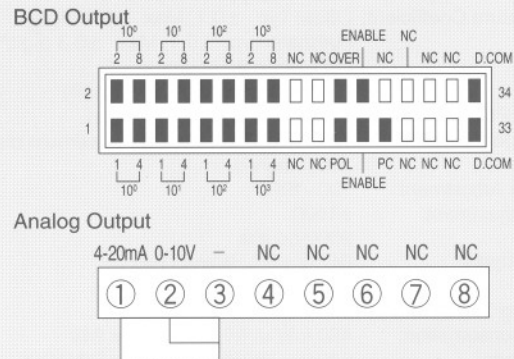 BCD Output
10⁰ 10¹ 10² 10³ ENABLE NC
2 8 2 8 2 8 2 8 NC NC OVER NC NC NC D.COM
2 34
1 33
1 4 1 4 1 4 1 4 NC NC POL PC NC NC NC D.COM
10⁰ 10¹ 10² 10³ ENABLE
Analog Output
4-20mA 0-10V − NC NC NC NC NC
① ② ③ ④ ⑤ ⑥ ⑦ ⑧